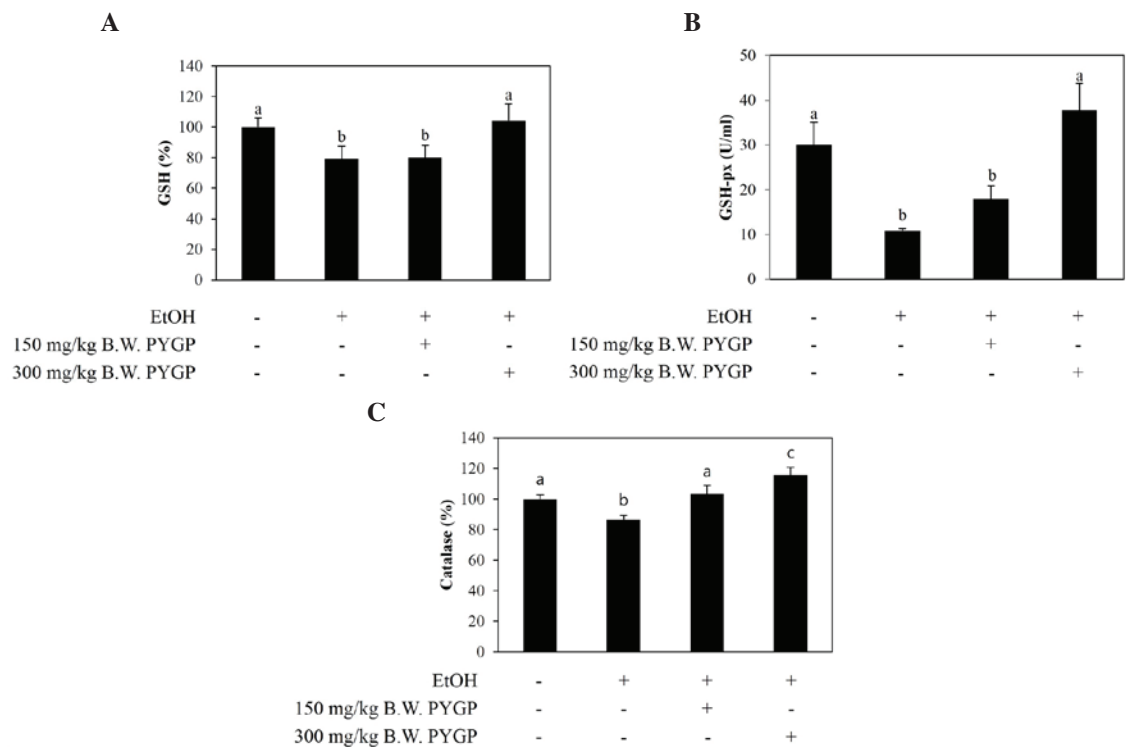 A
GSH (%)
140
120
100
80
60
40
20
0
a
b
b
a
EtOH - + + +
150 mg/kg B.W. PYGP - - + -
300 mg/kg B.W. PYGP - - - +
B
GSH-px (U/ml)
50
40
30
20
10
0
a
b
b
a
EtOH - + + +
150 mg/kg B.W. PYGP - - + -
300 mg/kg B.W. PYGP - - - +
C
Catalase (%)
140
120
100
80
60
40
20
0
a
b
a
c
EtOH - + + +
150 mg/kg B.W. PYGP - - + -
300 mg/kg B.W. PYGP - - - +